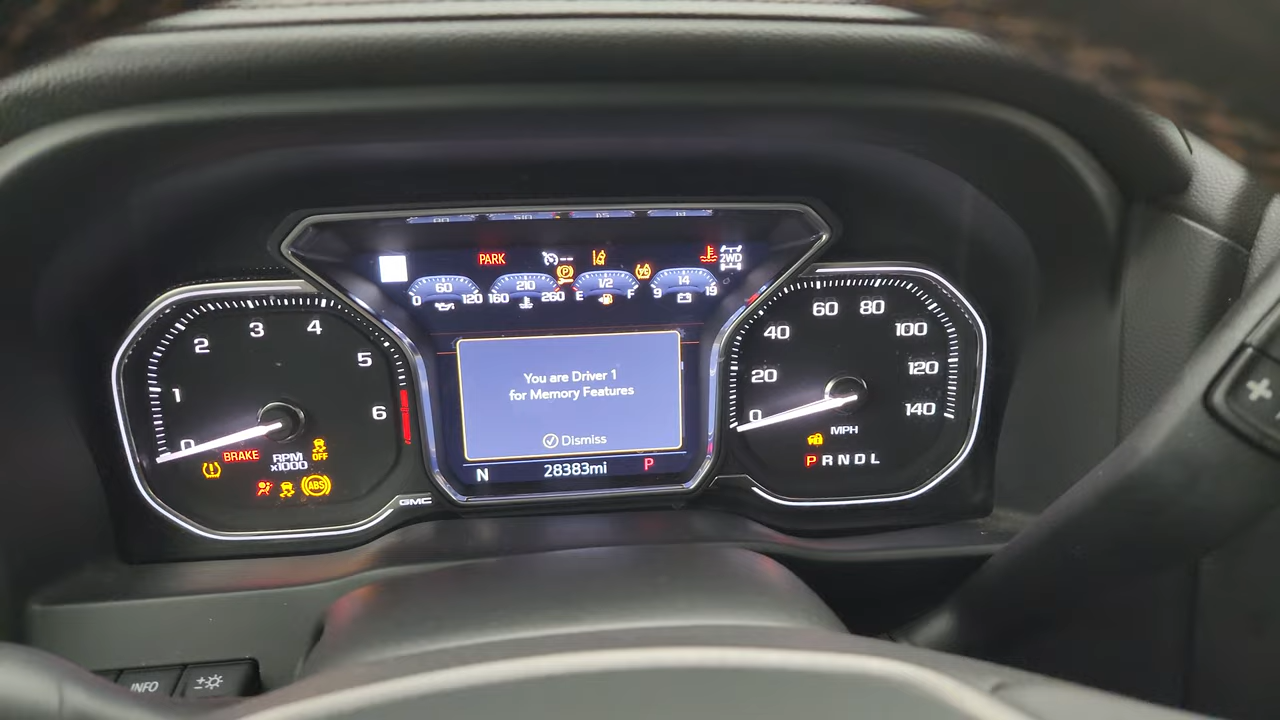 PARK
2WD
0 60 120
160 210 260
E 1/2 F
9 14 19
0 1 2 3 4 5 6
BRAKE
RPM
x1000
OFF
ABS
GMC
You are Driver 1
for Memory Features
Dismiss
N 28383mi P
0 20 40 60 80 100 120 140
MPH
PRNDL
INFO